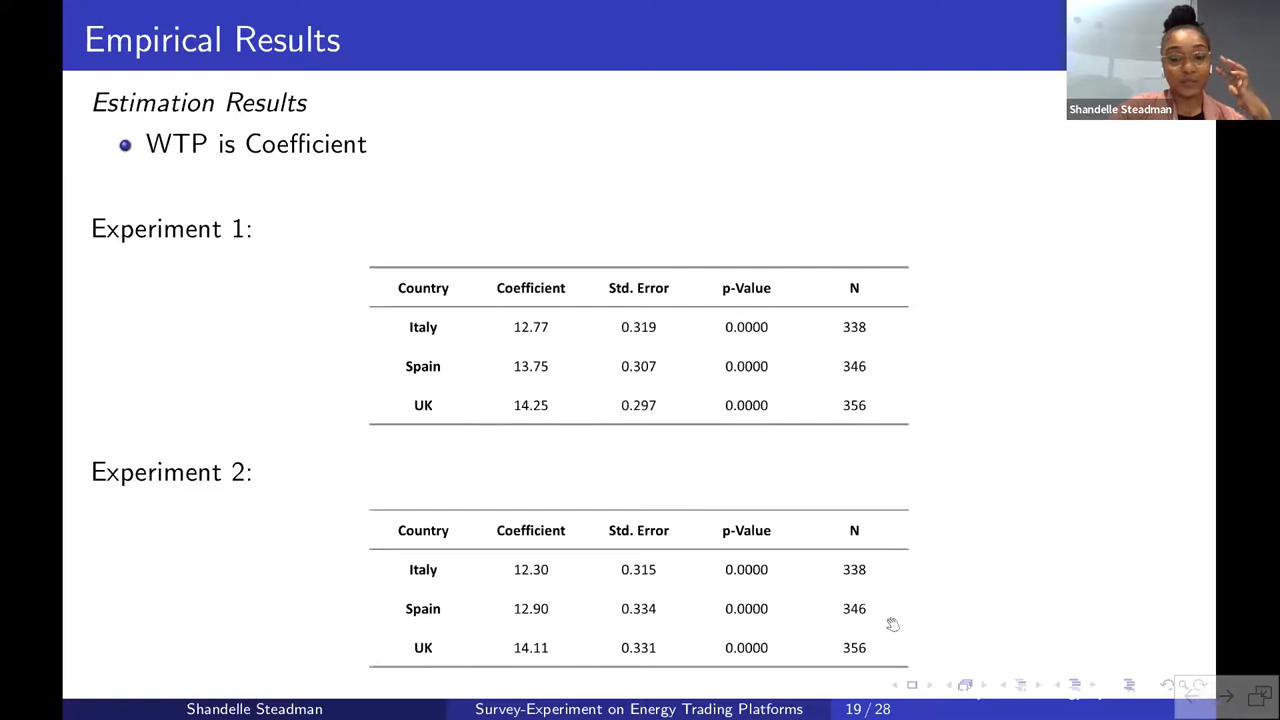 Empirical Results
Shandelle Steadman
Estimation Results
WTP is Coefficient
Experiment 1:
Country Coefficient Std. Error p-Value N
Italy 12.77 0.319 0.0000 338
Spain 13.75 0.307 0.0000 346
UK 14.25 0.297 0.0000 356
Experiment 2:
Country Coefficient Std. Error p-Value N
Italy 12.30 0.315 0.0000 338
Spain 12.90 0.334 0.0000 346
UK 14.11 0.331 0.0000 356
Shandelle Steadman Survey-Experiment on Energy Trading Platforms 19 / 28